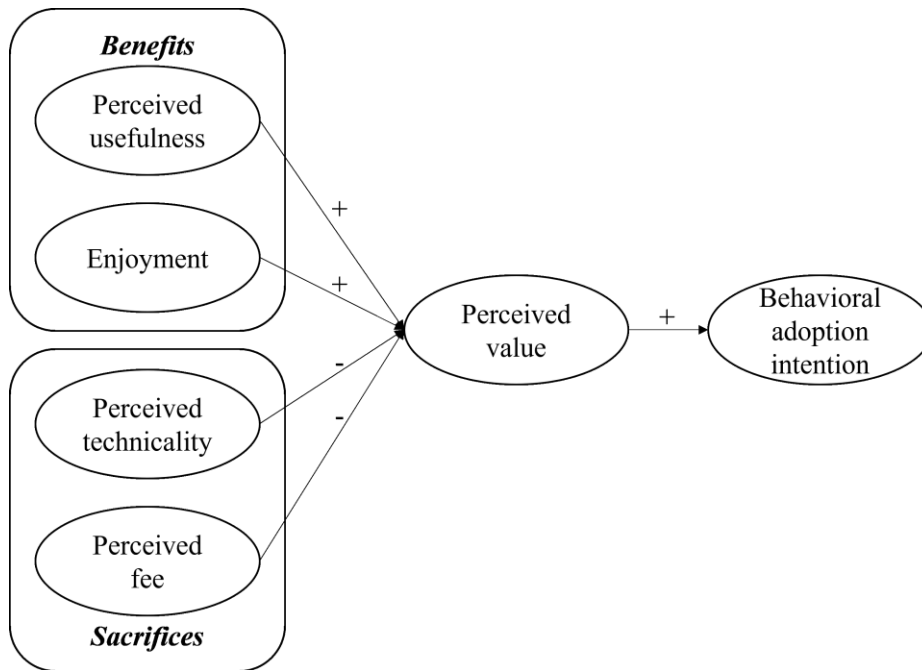 Benefits
Perceived
usefulness
+
Enjoyment
+
Perceived
value
+
Behavioral
adoption
intention
-
Perceived
technicality
-
Perceived
fee
Sacrifices